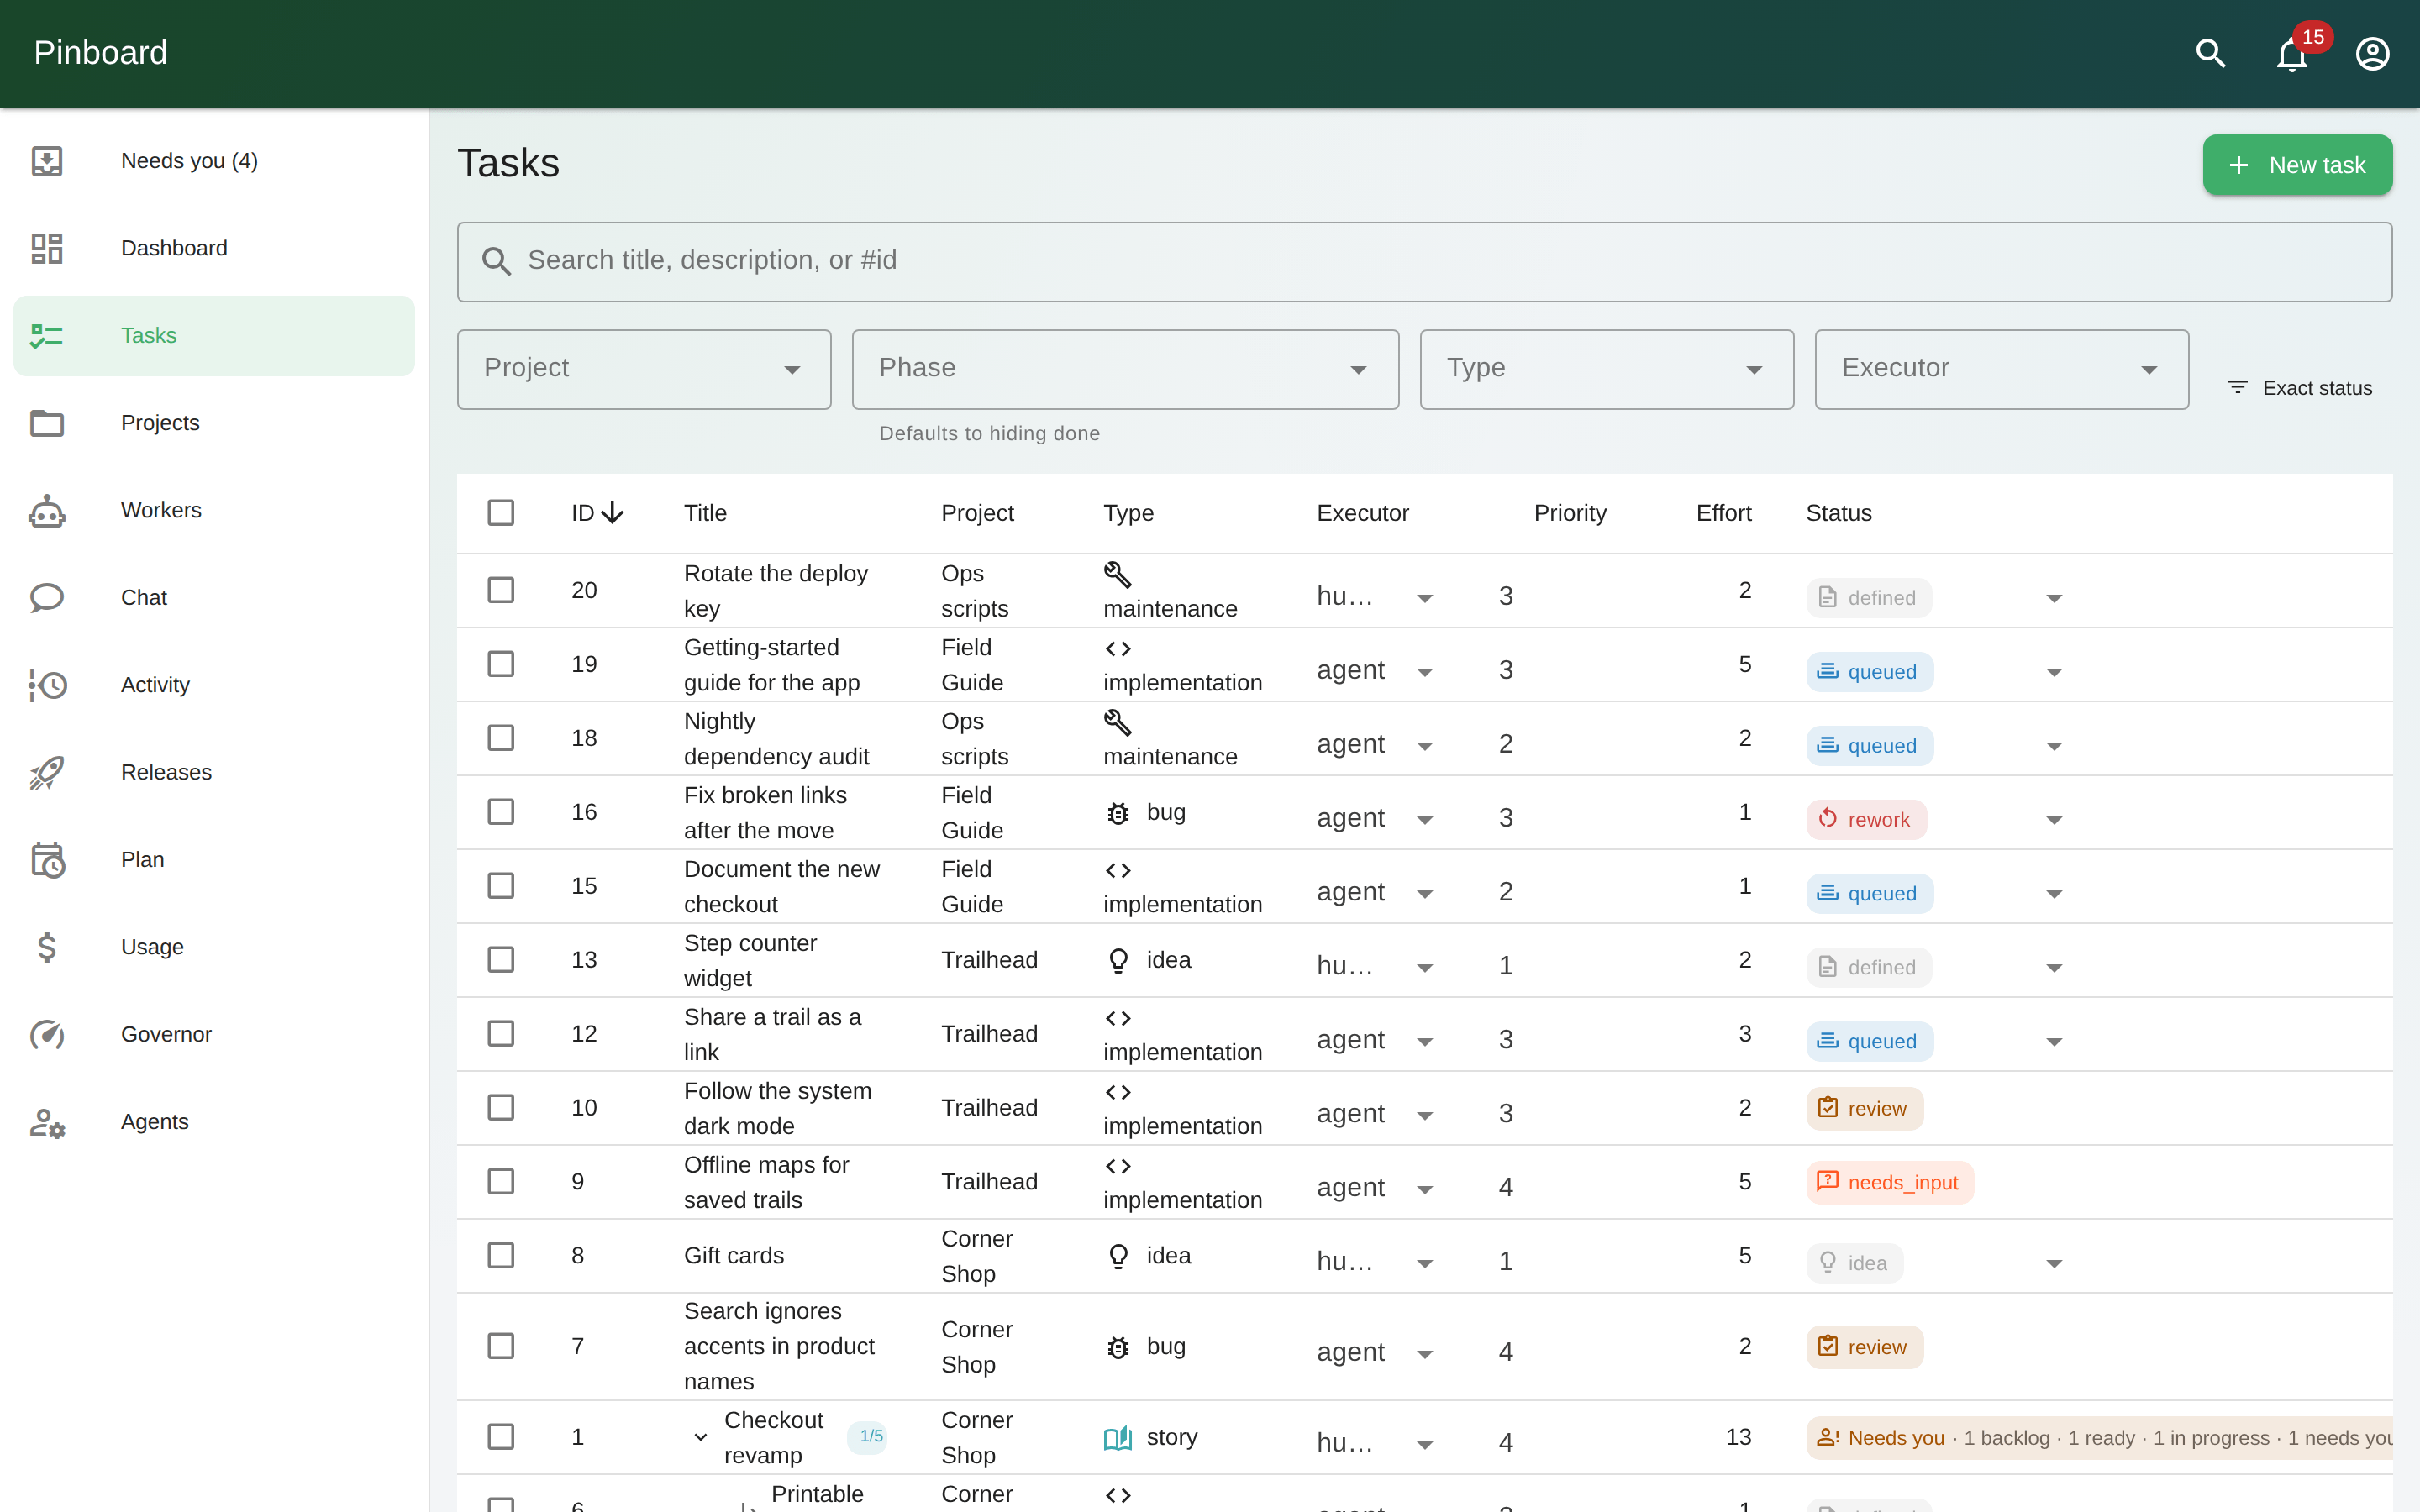 Pinboard
15
Needs you (4)
Dashboard
Tasks
Projects
Workers
Chat
Activity
Releases
Plan
Usage
Governor
Agents
Tasks
New task
Search title, description, or #id
Project
Phase
Type
Executor
Exact status
Defaults to hiding done
ID Title Project Type Executor Priority Effort Status
20 Rotate the deploy key Ops scripts maintenance hu... 3 2 defined
19 Getting-started guide for the app Field Guide implementation agent 3 5 queued
18 Nightly dependency audit Ops scripts maintenance agent 2 2 queued
16 Fix broken links after the move Field Guide bug agent 3 1 rework
15 Document the new checkout Field Guide implementation agent 2 1 queued
13 Step counter widget Trailhead idea hu... 1 2 defined
12 Share a trail as a link Trailhead implementation agent 3 3 queued
10 Follow the system dark mode Trailhead implementation agent 3 2 review
9 Offline maps for saved trails Trailhead implementation agent 4 5 needs_input
8 Gift cards Corner Shop idea hu... 1 5 idea
7 Search ignores accents in product names Corner Shop bug agent 4 2 review
1 Checkout revamp 1/5 Corner Shop story hu... 4 13 Needs you · 1 backlog · 1 ready · 1 in progress · 1 needs you
Printable Corner